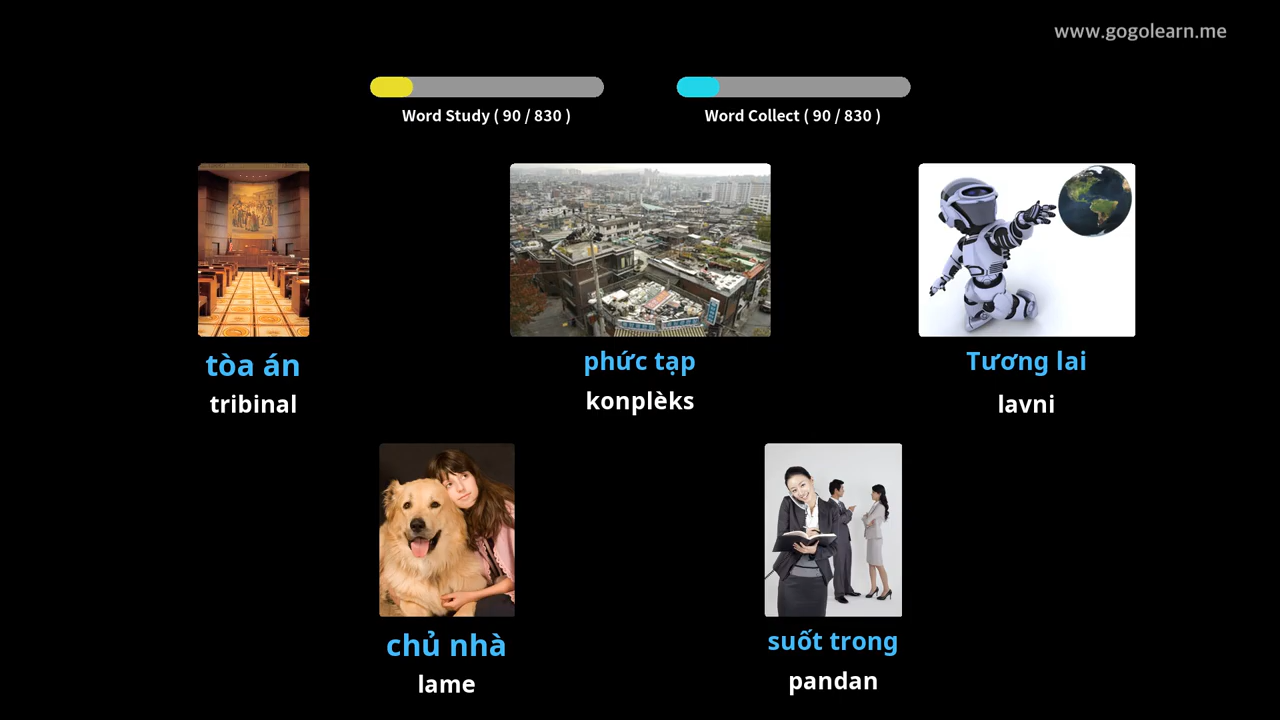 www.gogolearn.me
Word Study ( 90 / 830 )
Word Collect ( 90 / 830 )
tòa án
tribinal
phức tạp
konplèks
Tương lai
lavni
chủ nhà
lame
suốt trong
pandan